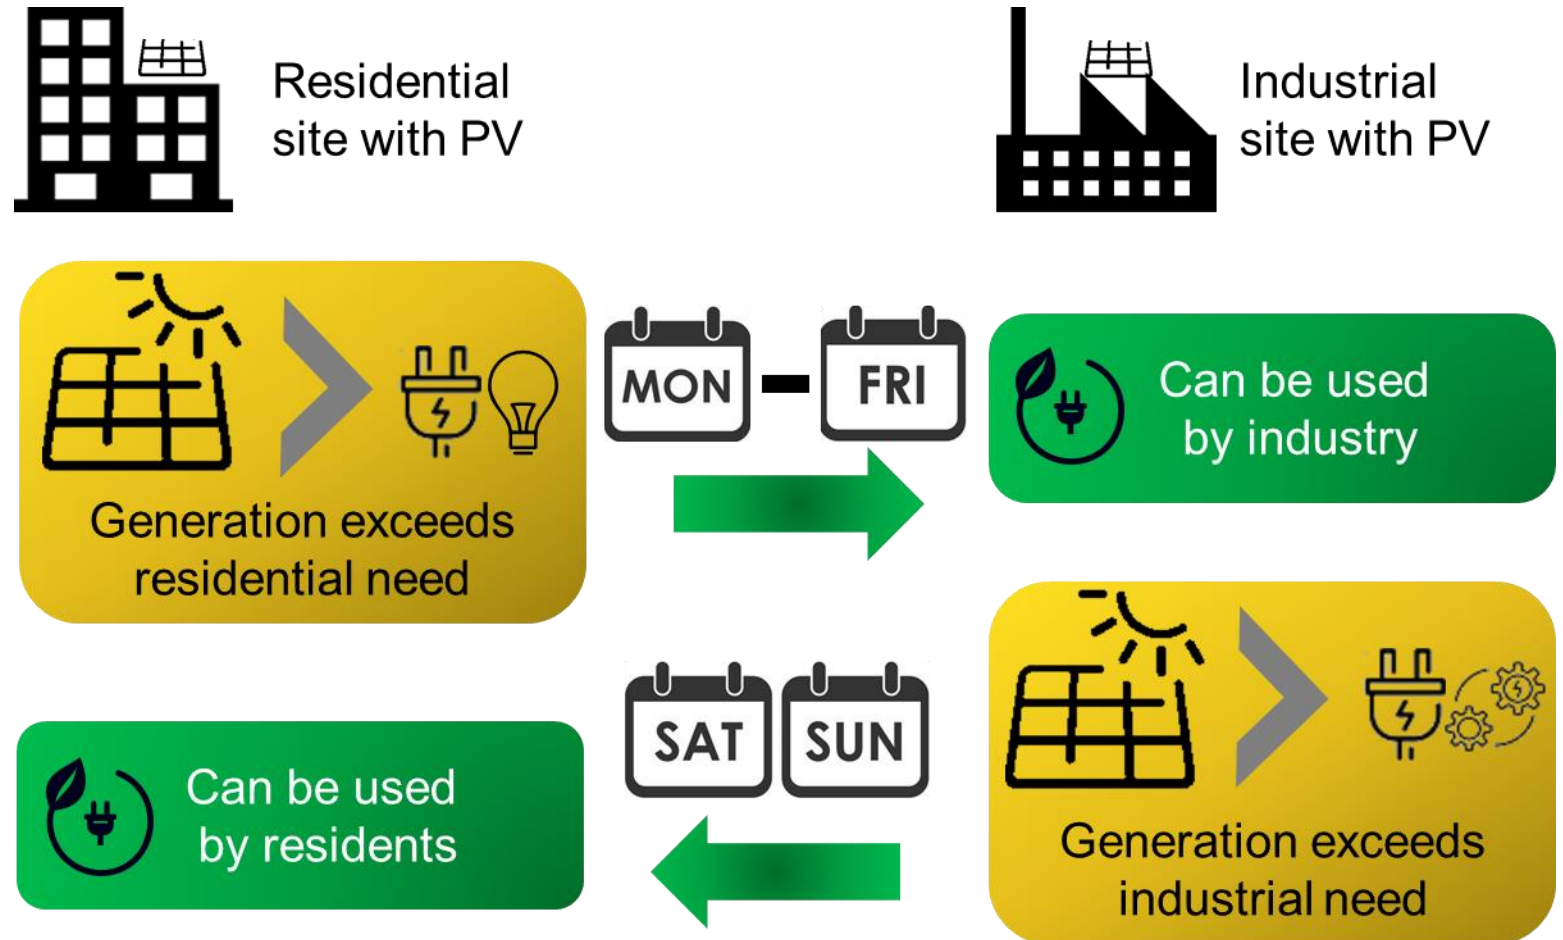 Residential
site with PV
Industrial
site with PV
Generation exceeds
residential need
MON
FRI
Can be used
by industry
Can be used
by residents
SAT
SUN
Generation exceeds
industrial need